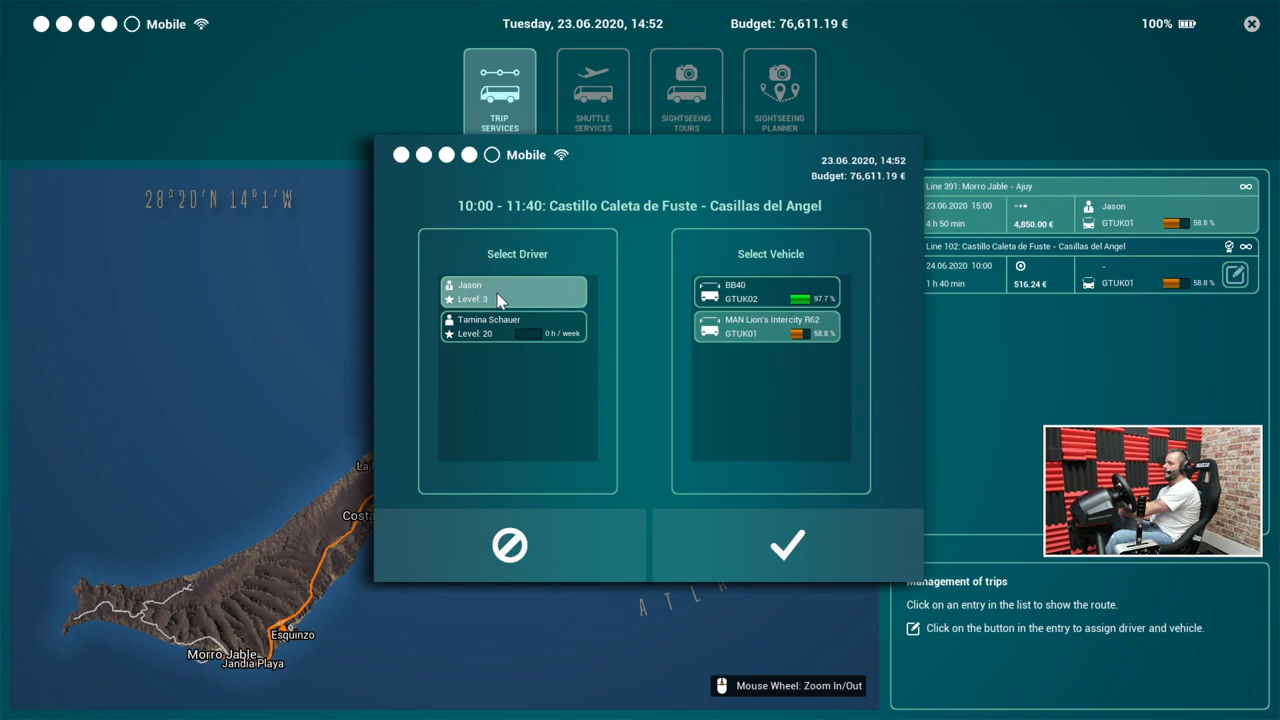 Mobile
Tuesday, 23.06.2020, 14:52
Budget: 76,611.19 €
100%
TRIP
SERVICES
SHUTTLE
SERVICES
SIGHTSEEING
TOURS
SIGHTSEEING
PLANNER
28°20'N 14°1'W
Mobile
23.06.2020, 14:52
Budget: 76,611.19 €
10:00 - 11:40: Castillo Caleta de Fuste - Casillas del Angel
Select Driver
Jason
Level: 3
Tamina Schauer
Level: 20
0 h / week
Select Vehicle
BB40
GTUK02
97.7 %
MAN Lion's Intercity R62
GTUK01
58.8 %
Line 391: Morro Jable - Ajuy
23.06.2020 15:00
4 h 50 min
4,850.00 €
Jason
GTUK01
58.8 %
Line 102: Castillo Caleta de Fuste - Casillas del Angel
24.06.2020 10:00
1 h 40 min
516.24 €
-
GTUK01
58.8 %
La
Costa
Esquinzo
Morro Jable
Jandia Playa
A T L
Management of trips
Click on an entry in the list to show the route.
Click on the button in the entry to assign driver and vehicle.
Mouse Wheel: Zoom In/Out